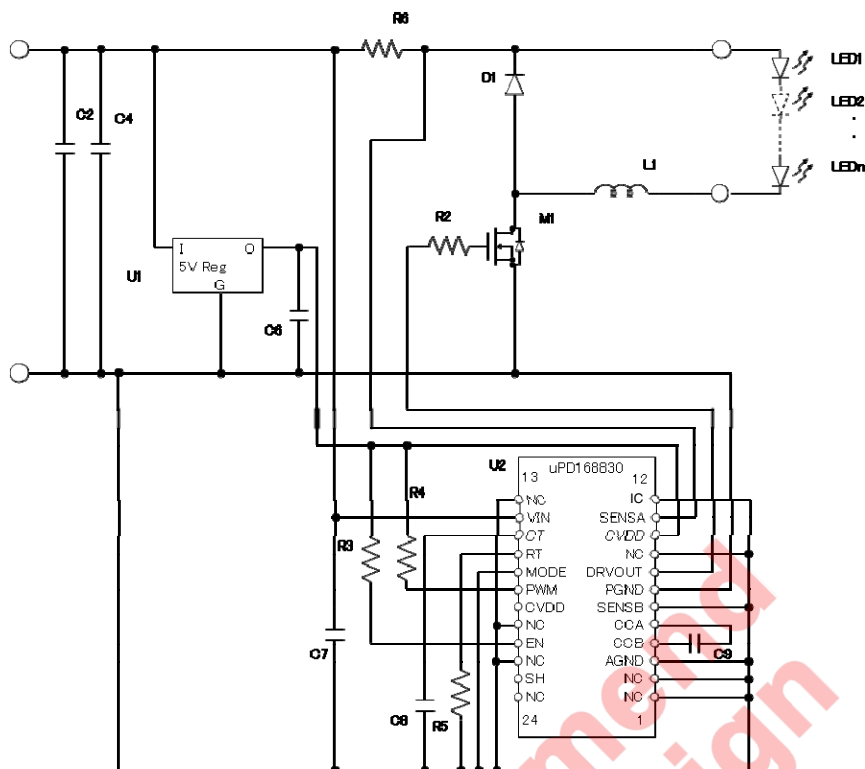 R6
D1
LED1
C2
C4
LED2
.
.
L1
LEDn
R2
M1
I
O
5V Reg
G
U1
C6
U2
uPD168830
13
12
NC
IC
R4
VIN
SENSA
CT
CVDD
R3
RT
NC
MODE
DRVOUT
PWM
PGND
CVDD
SENSB
NC
CCA
C7
EN
CCB
C9
NC
AGND
SH
NC
NC
NC
C8
R5
24
1
mend
sign